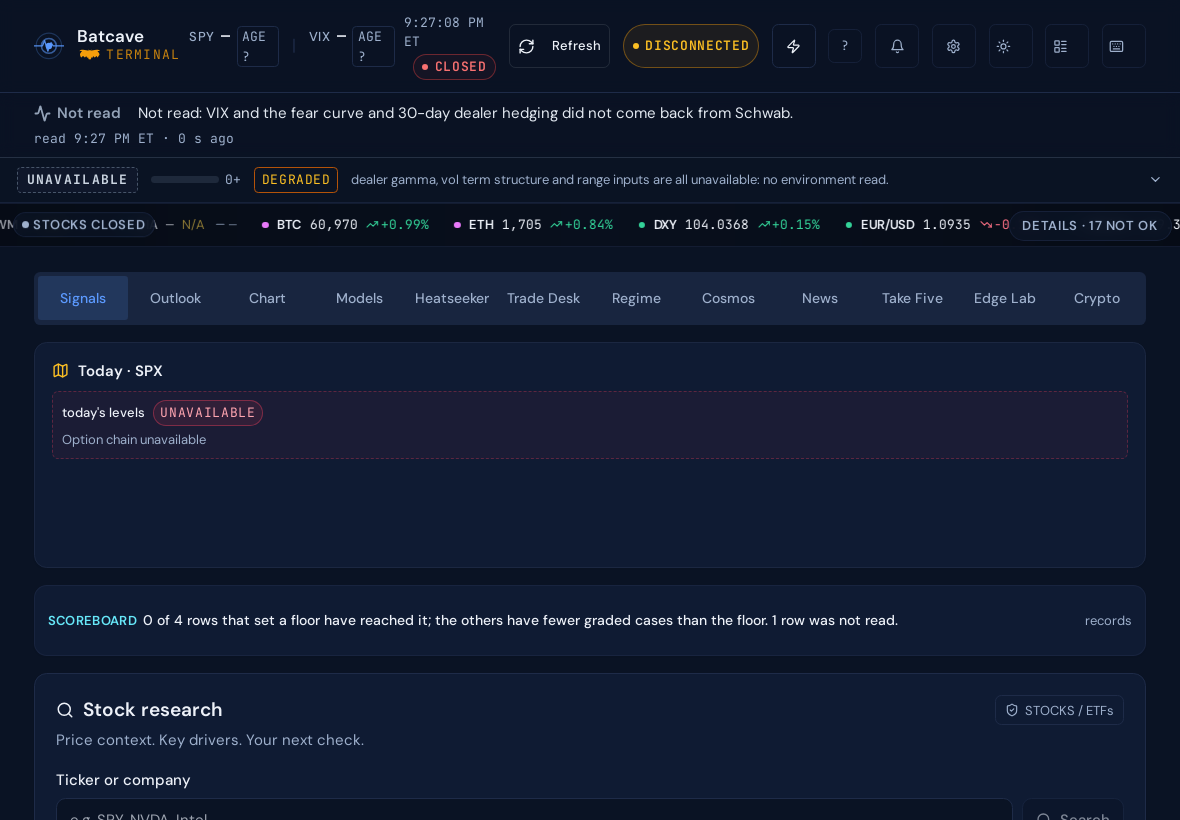 Batcave
TERMINAL
SPY — AGE ?
VIX — AGE ?
9:27:08 PM ET
CLOSED
Refresh
DISCONNECTED
?
Not read Not read: VIX and the fear curve and 30-day dealer hedging did not come back from Schwab.
read 9:27 PM ET · 0 s ago
UNAVAILABLE 0+ DEGRADED dealer gamma, vol term structure and range inputs are all unavailable: no environment read.
STOCKS CLOSED — N/A —— BTC 60,970 +0.99% ETH 1,705 +0.84% DXY 104.0368 +0.15% EUR/USD 1.0935 -0 DETAILS · 17 NOT OK
Signals Outlook Chart Models Heatseeker Trade Desk Regime Cosmos News Take Five Edge Lab Crypto
Today · SPX
today's levels UNAVAILABLE
Option chain unavailable
SCOREBOARD 0 of 4 rows that set a floor have reached it; the others have fewer graded cases than the floor. 1 row was not read. records
Stock research STOCKS / ETFs
Price context. Key drivers. Your next check.
Ticker or company
e.g. SPY, NVDA, Intel Search